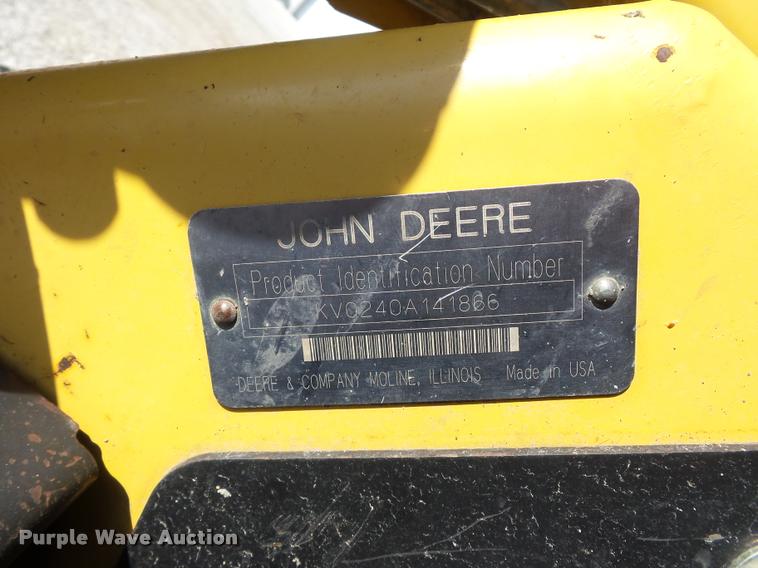 JOHN DEERE
Product Identification Number
KV0240A141866
DEERE & COMPANY MOLINE, ILLINOIS Made in USA
Purple Wave Auction